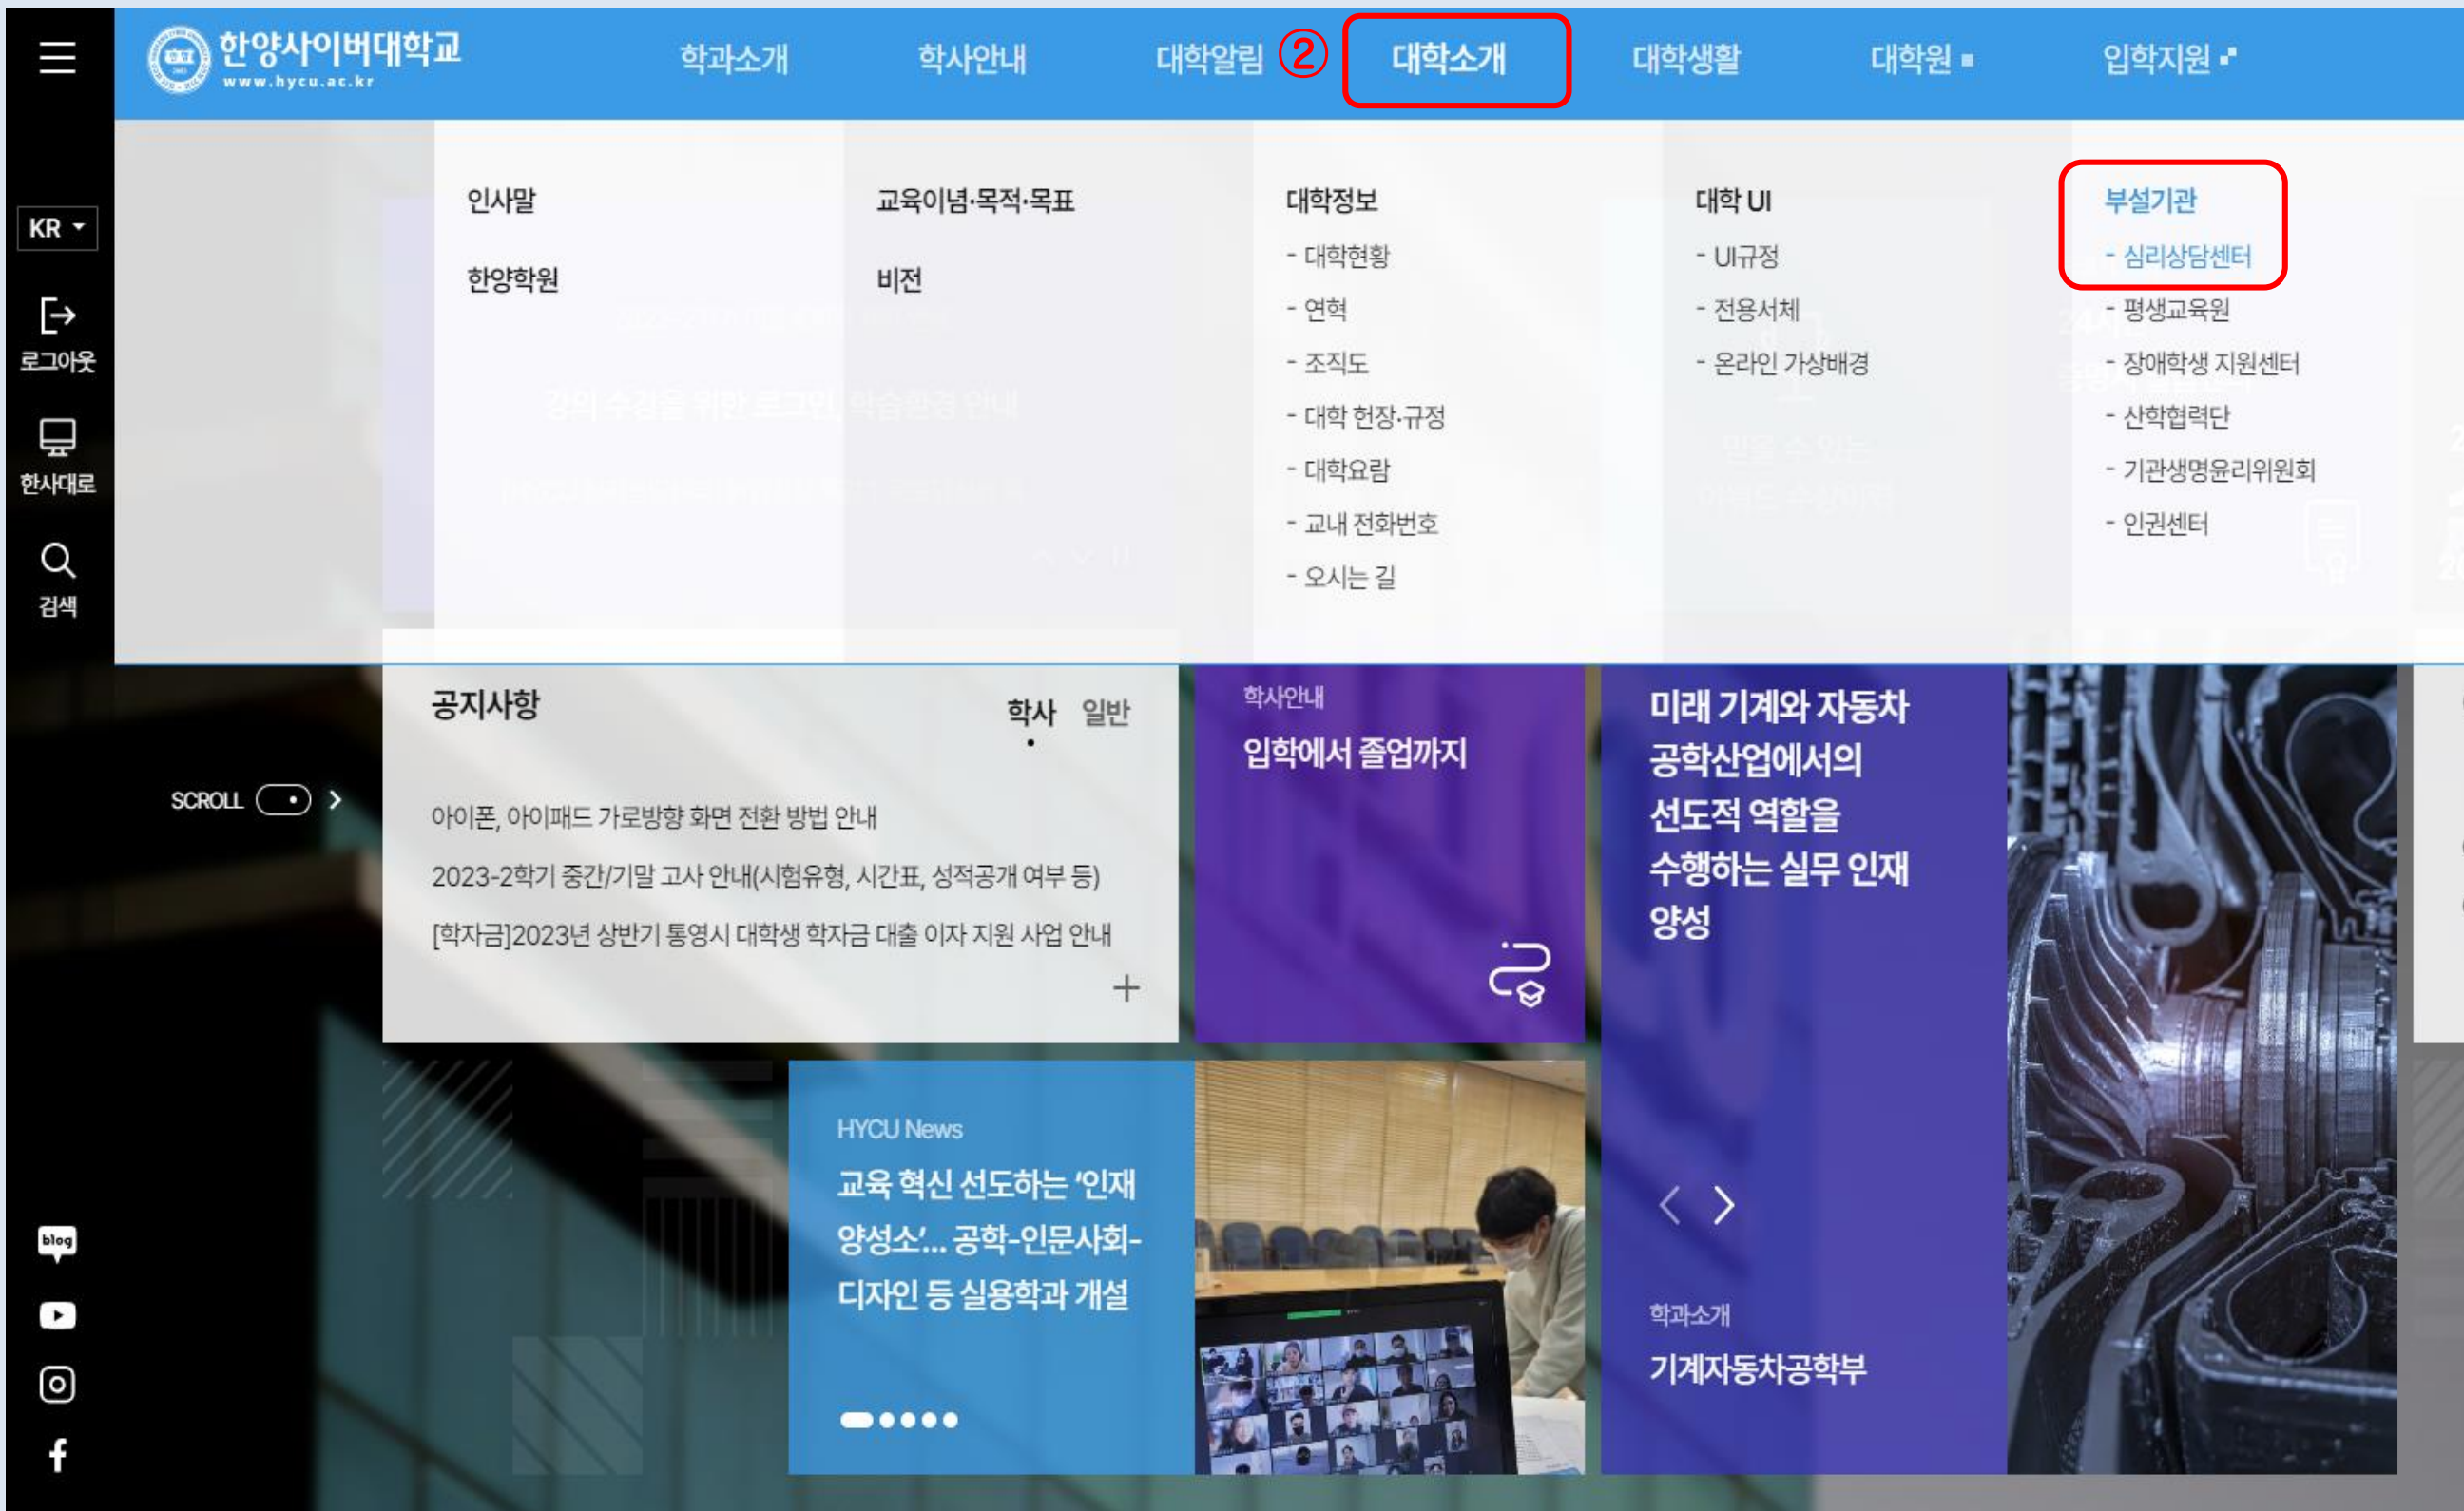 한양사이버대학교
www.hycu.ac.kr
학과소개
학사안내
대학알림
②
대학소개
대학생활
대학원
입학지원
KR
로그아웃
한사대로
검색
인사말
한양학원
교육이념·목적·목표
비전
대학정보
- 대학현황
- 연혁
- 조직도
- 대학 헌장·규정
- 대학요람
- 교내 전화번호
- 오시는 길
대학 UI
- UI규정
- 전용서체
- 온라인 가상배경
부설기관
- 심리상담센터
- 평생교육원
- 장애학생 지원센터
- 산학협력단
- 기관생명윤리위원회
- 인권센터
강의 수강을 위한 로그인, 학습환경 안내
SCROLL
공지사항
학사 일반
아이폰, 아이패드 가로방향 화면 전환 방법 안내
2023-2학기 중간/기말 고사 안내(시험유형, 시간표, 성적공개 여부 등)
[학자금]2023년 상반기 통영시 대학생 학자금 대출 이자 지원 사업 안내
학사안내
입학에서 졸업까지
미래 기계와 자동차
공학산업에서의
선도적 역할을
수행하는 실무 인재
양성
학과소개
기계자동차공학부
HYCU News
교육 혁신 선도하는 ‘인재
양성소’... 공학-인문사회-
디자인 등 실용학과 개설
blog